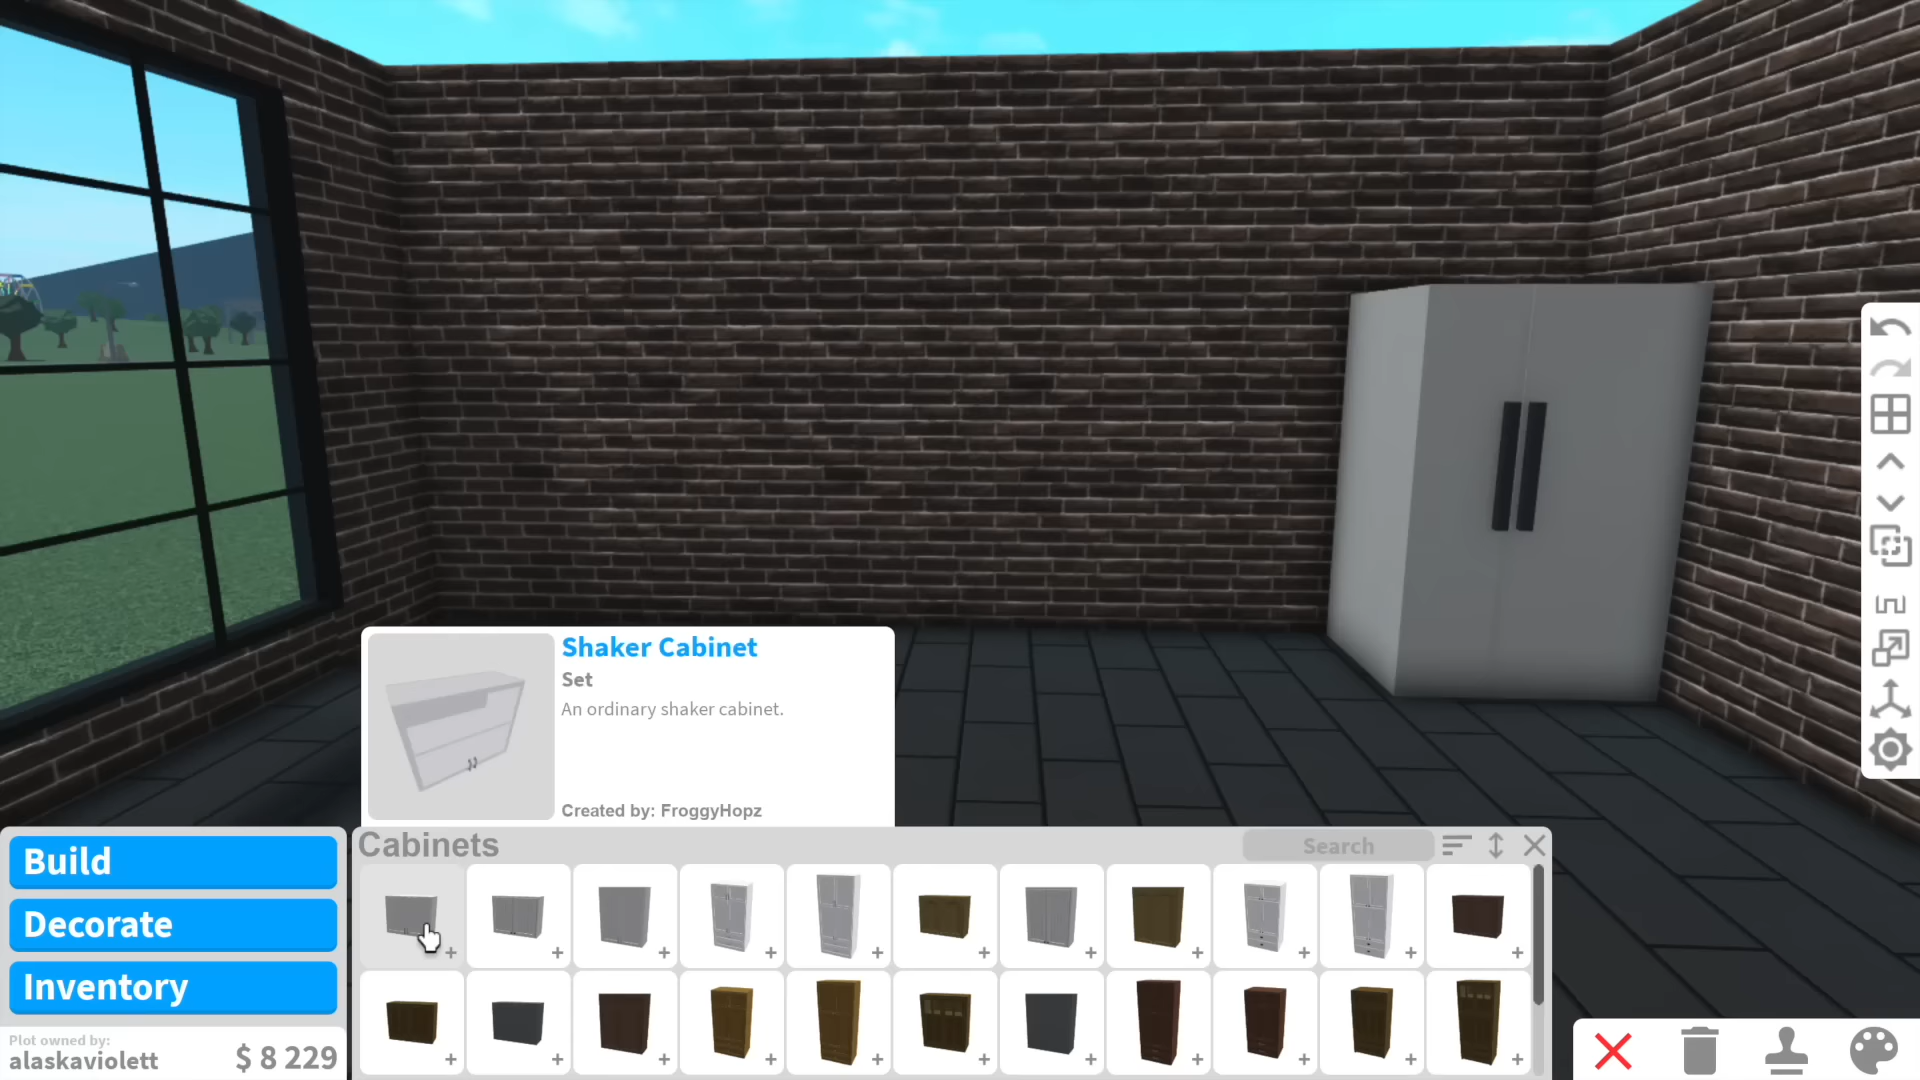 Shaker Cabinet
Set
An ordinary shaker cabinet.
Created by: FroggyHopz
Cabinets
Search
Build
Decorate
Inventory
Plot owned by:
alaskaviolett
$ 8 229